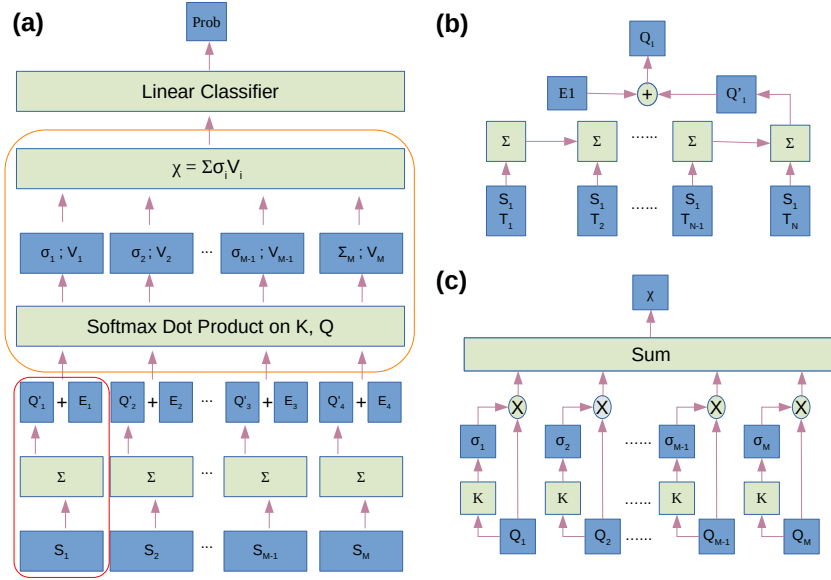 (a)
Prob
Linear Classifier
χ = Σσ_iV_i
σ_1 ; V_1 σ_2 ; V_2 ... σ_M-1 ; V_M-1 Σ_M ; V_M
Softmax Dot Product on K, Q
Q'_1 + E_1 Q'_2 + E_2 ... Q'_3 + E_3 Q'_4 + E_4
Σ Σ ... Σ Σ
S_1 S_2 ... S_M-1 S_M
(b)
Q_1
E1 + Q'_1
Σ Σ ...... Σ Σ
S_1 S_1 S_1 S_1
T_1 T_2 ...... T_N-1 T_N
(c)
χ
Sum
X X X X
σ_1 σ_2 ...... σ_M-1 σ_M
K K ...... K K
Q_1 Q_2 ...... Q_M-1 Q_M